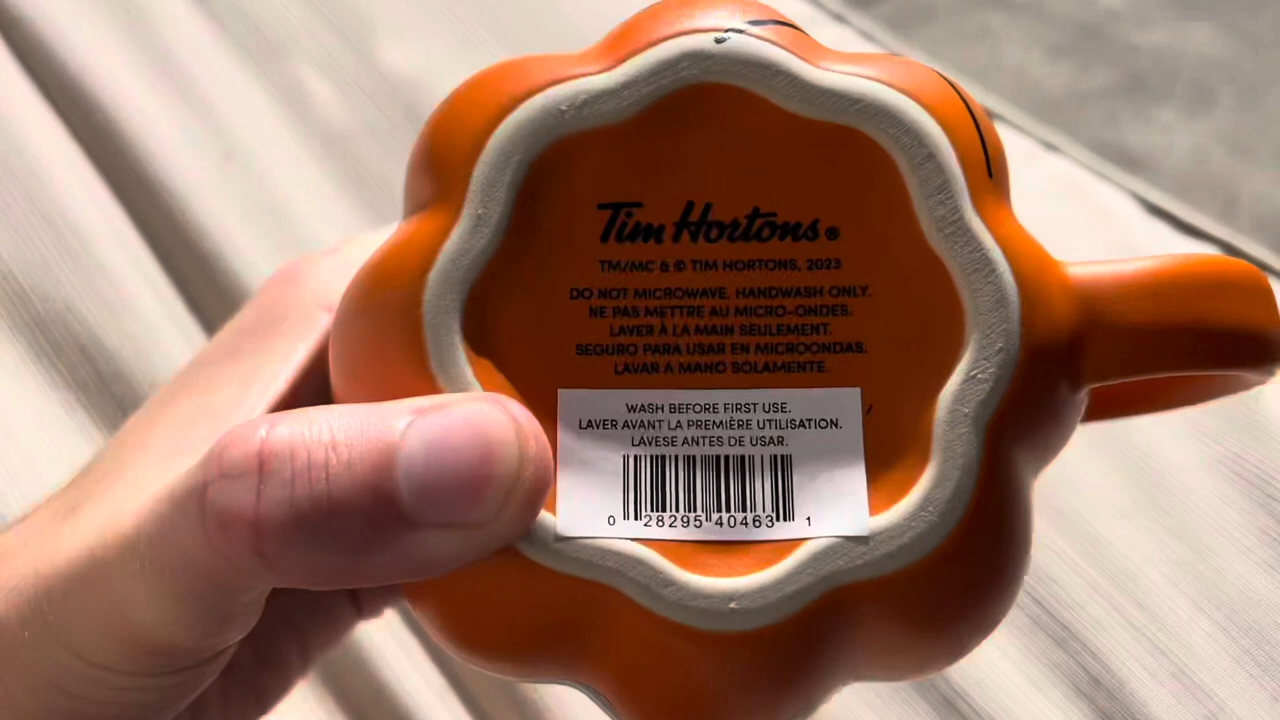 Tim Hortons®
TM/MC & © TIM HORTONS, 2023
DO NOT MICROWAVE. HANDWASH ONLY.
NE PAS METTRE AU MICRO-ONDES.
LAVER À LA MAIN SEULEMENT.
SEGURO PARA USAR EN MICROONDAS.
LAVAR A MANO SOLAMENTE.
WASH BEFORE FIRST USE.
LAVER AVANT LA PREMIÈRE UTILISATION.
LÁVESE ANTES DE USAR.
0 28295 40463 1